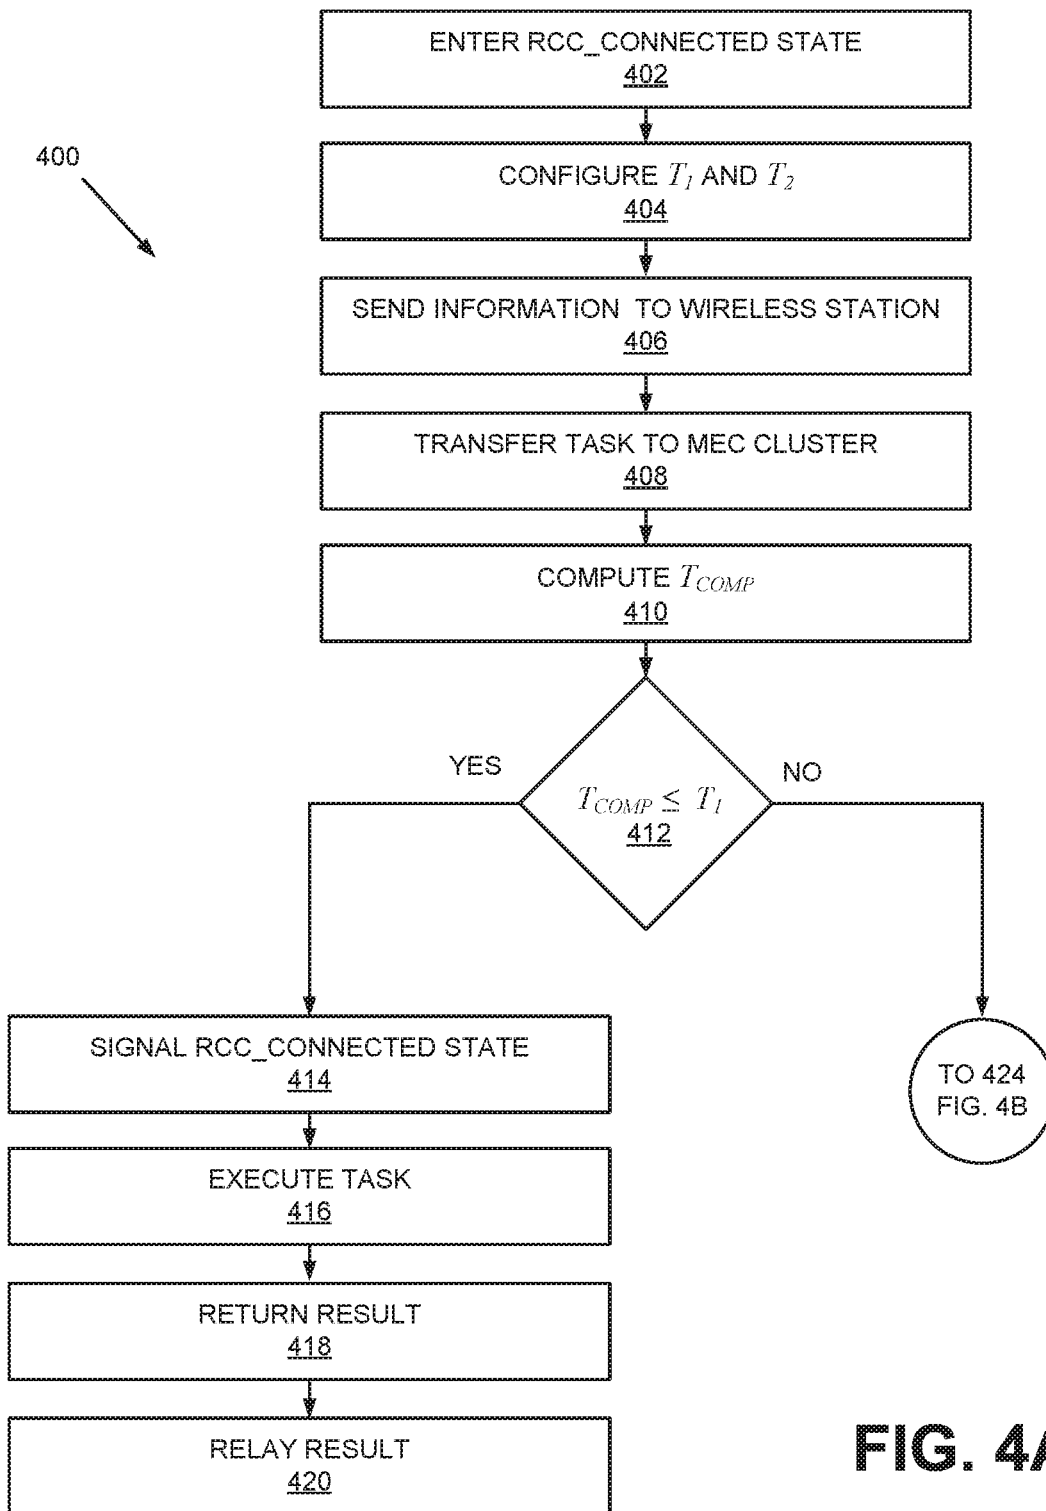 ENTER RCC_CONNECTED STATE
402
400
CONFIGURE T1 AND T2
404
SEND INFORMATION TO WIRELESS STATION
406
TRANSFER TASK TO MEC CLUSTER
408
COMPUTE TCOMP
410
YES
NO
TCOMP ≤ T1
412
SIGNAL RCC_CONNECTED STATE
414
TO 424
FIG. 4B
EXECUTE TASK
416
RETURN RESULT
418
RELAY RESULT
420
FIG. 4A